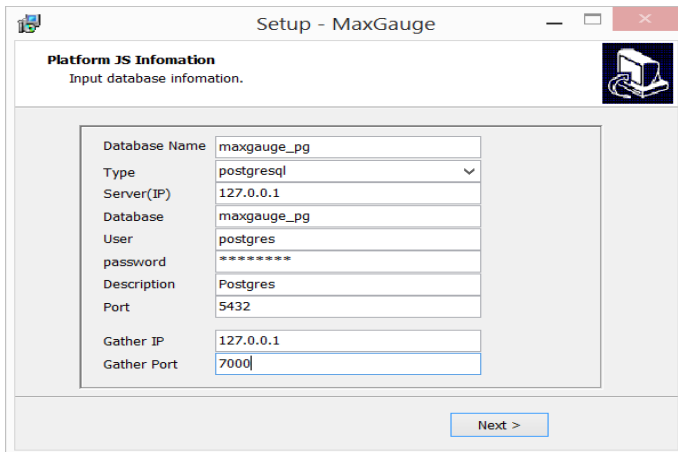 Setup - MaxGauge
Platform JS Infomation
Input database infomation.
Database Name maxgauge_pg
Type postgresql
Server(IP) 127.0.0.1
Database maxgauge_pg
User postgres
password ********
Description Postgres
Port 5432
Gather IP 127.0.0.1
Gather Port 7000
Next >